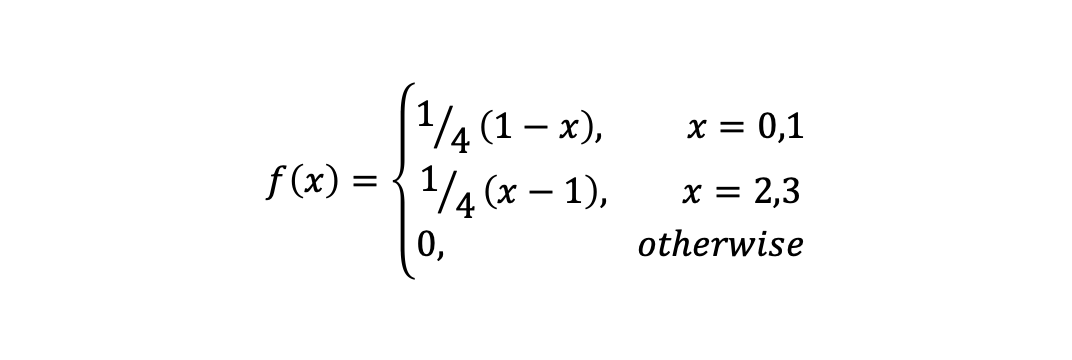 1/4 (1 − x), x = 0,1
f(x) = { 1/4 (x − 1), x = 2,3
0, otherwise